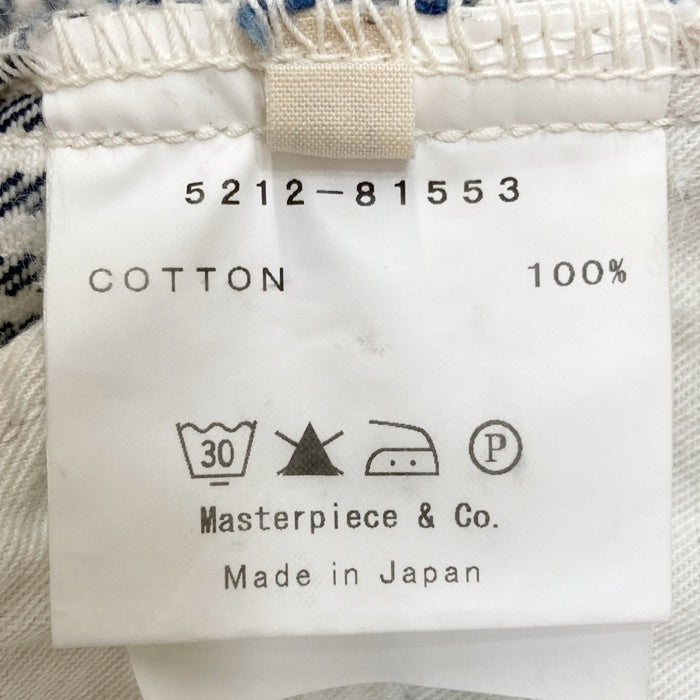 5212-81553
COTTON 100%
30 P
Masterpiece & Co.
Made in Japan